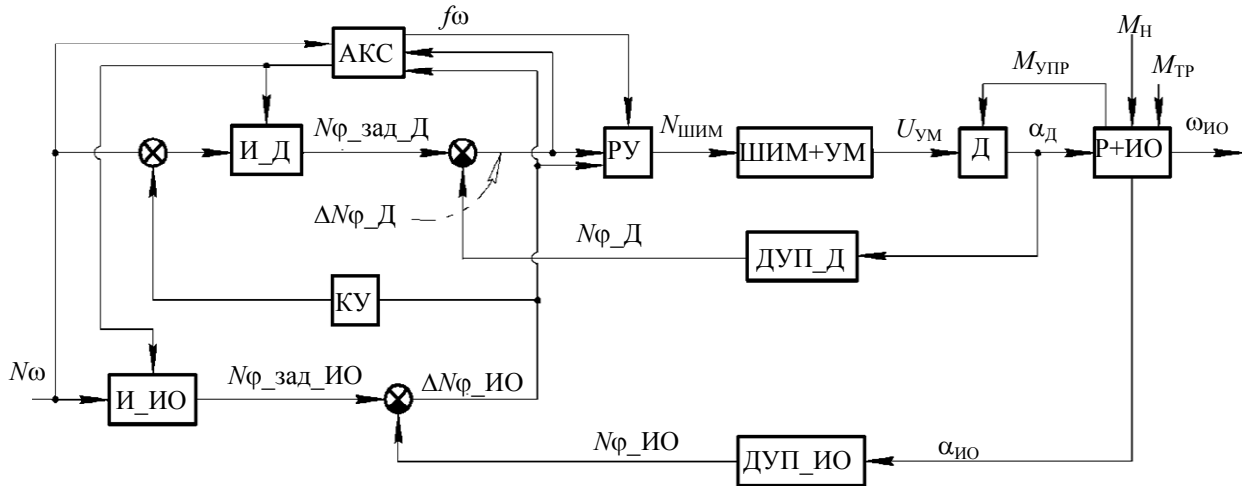 fω
АКС
M_Н
M_УПР
M_ТР
Nφ_зад_Д
N_ШИМ
U_УМ
α_Д
ω_ИО
И_Д
РУ
ШИМ+УМ
Д
Р+ИО
ΔNφ_Д
Nφ_Д
ДУП_Д
КУ
Nω
Nφ_зад_ИО
ΔNφ_ИО
И_ИО
Nφ_ИО
ДУП_ИО
α_ИО